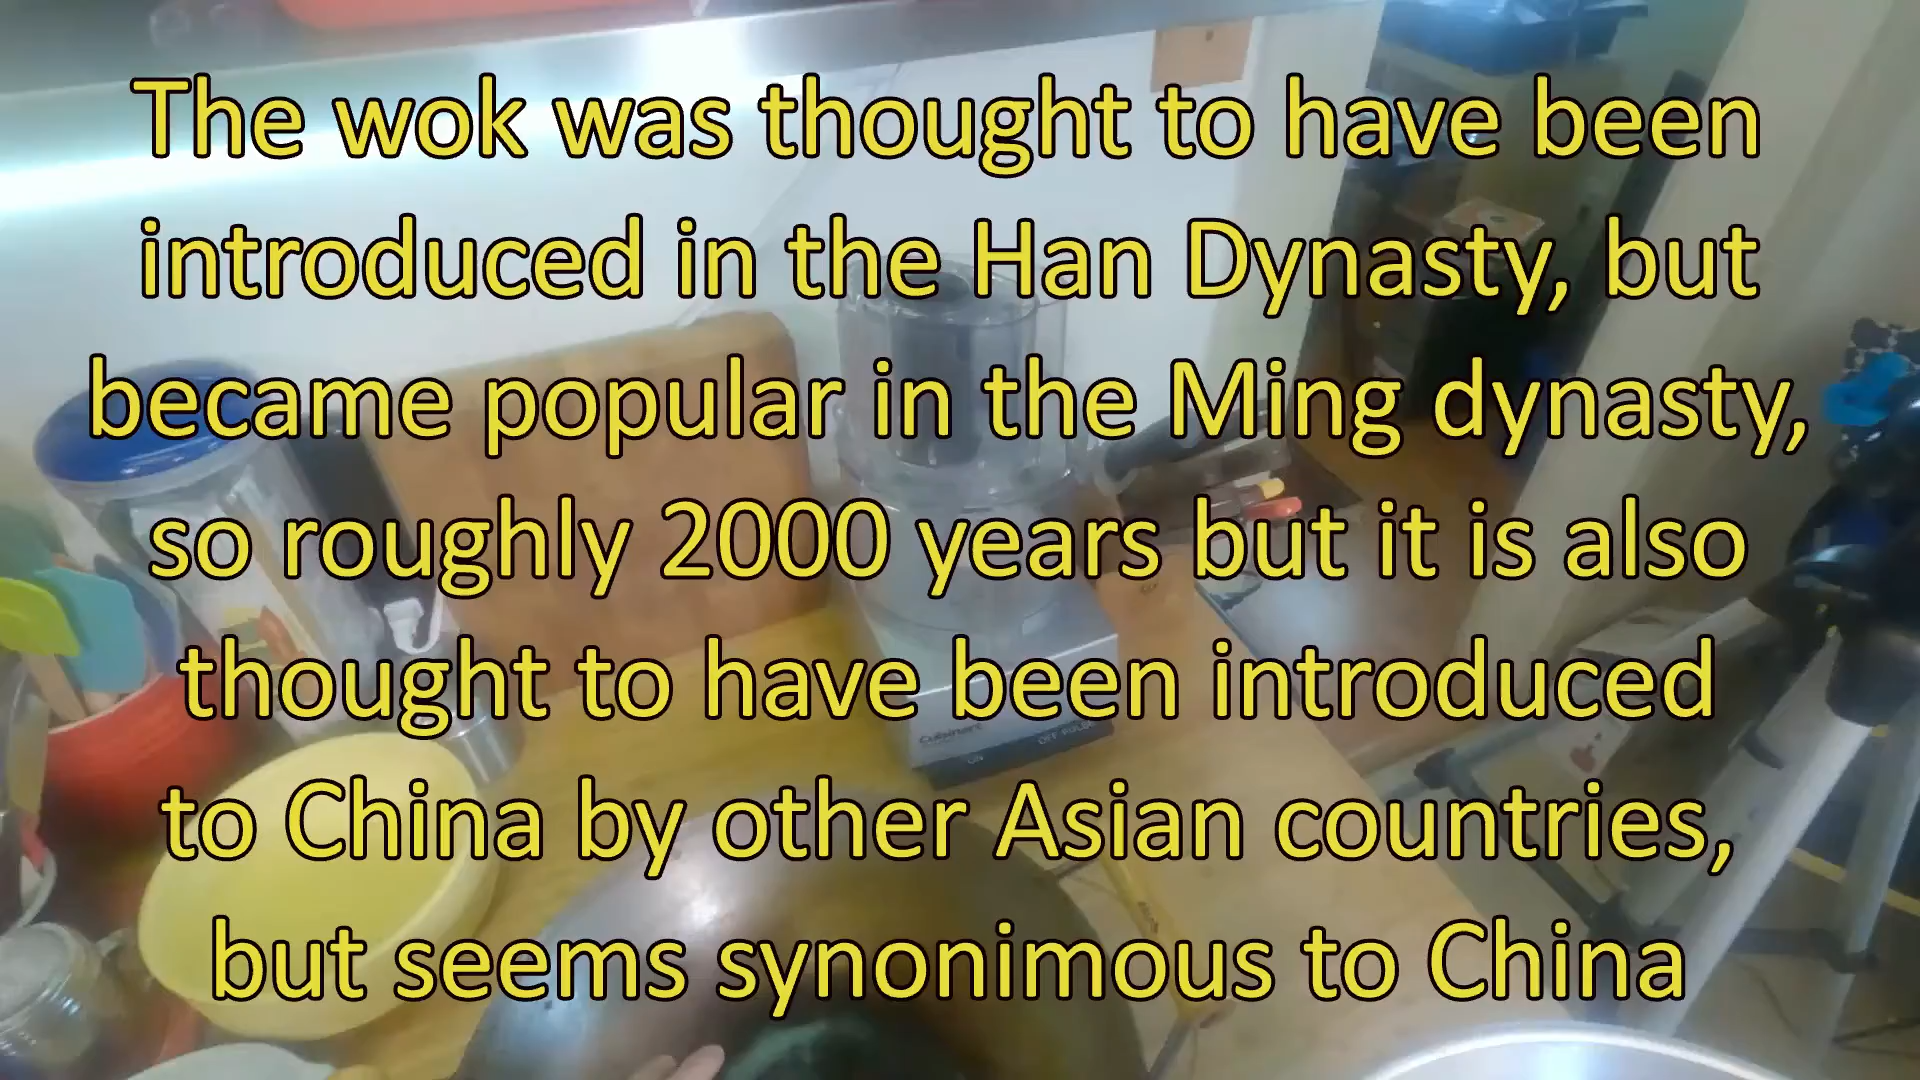 The wok was thought to have been
introduced in the Han Dynasty, but
became popular in the Ming dynasty,
so roughly 2000 years but it is also
thought to have been introduced
to China by other Asian countries,
but seems synonimous to China
Cuisinart